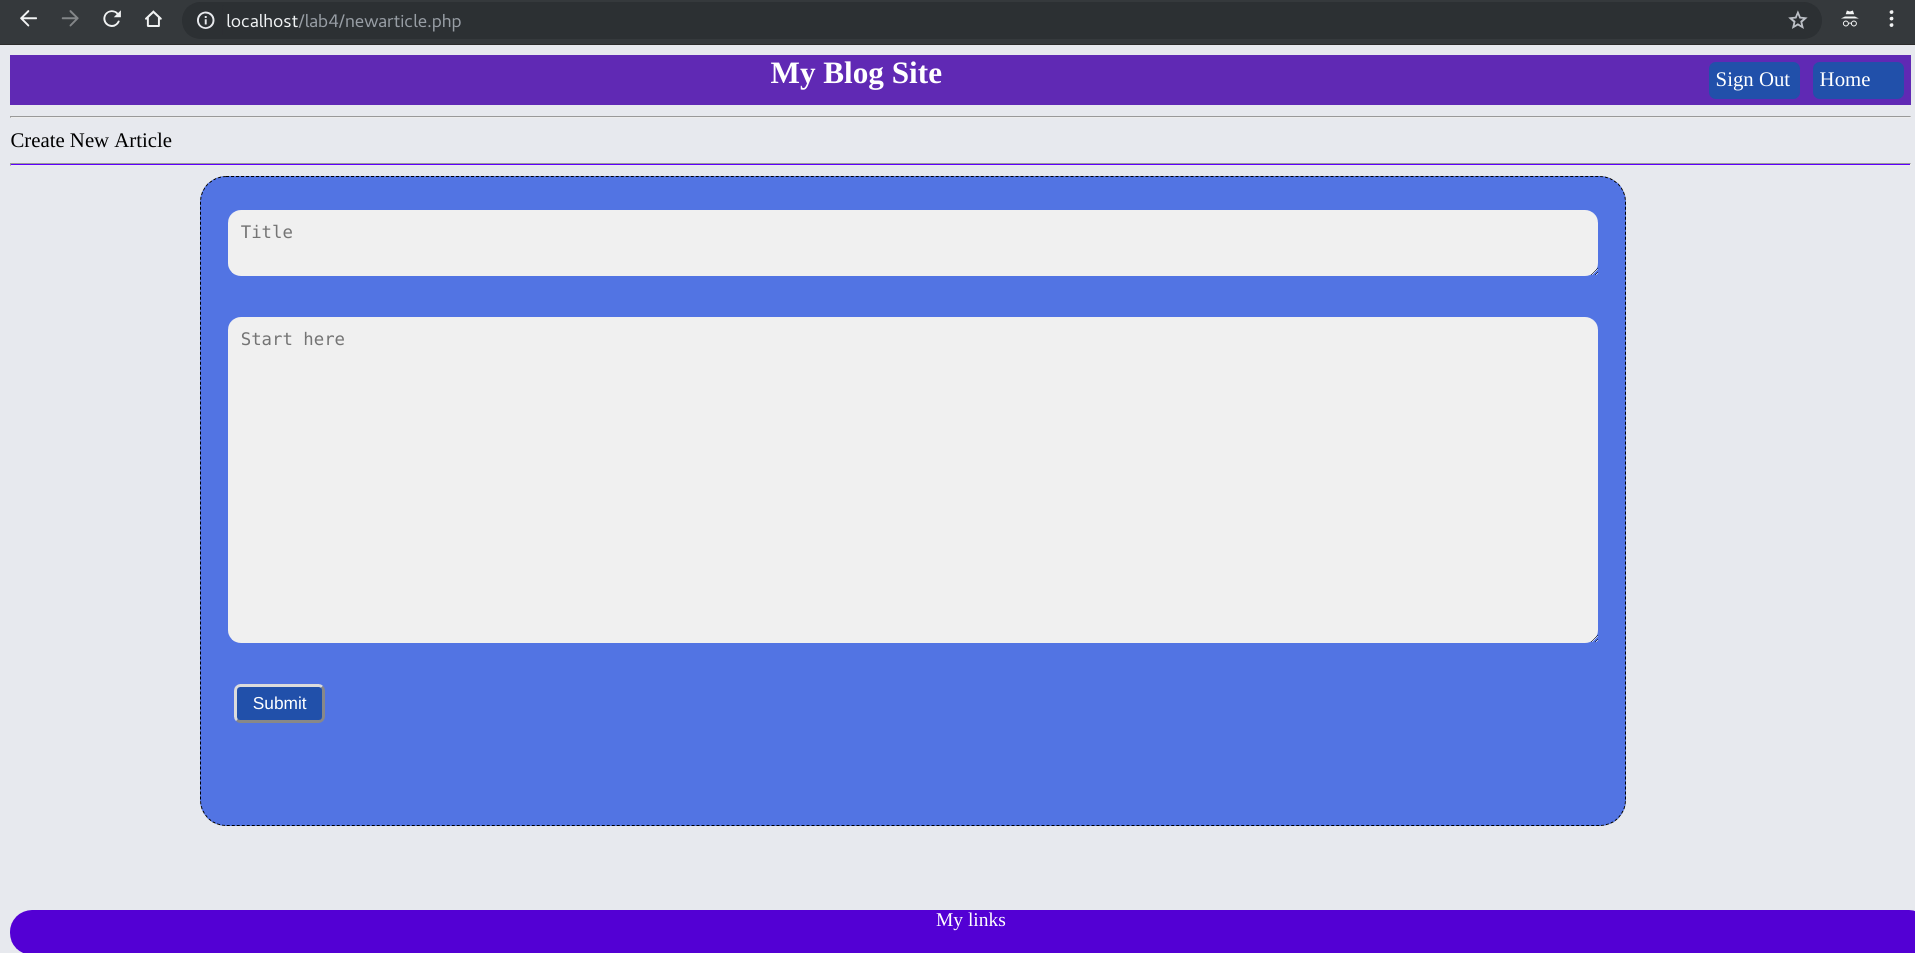 localhost/lab4/newarticle.php
My Blog Site
Sign Out
Home
Create New Article
Title
Start here
Submit
My links